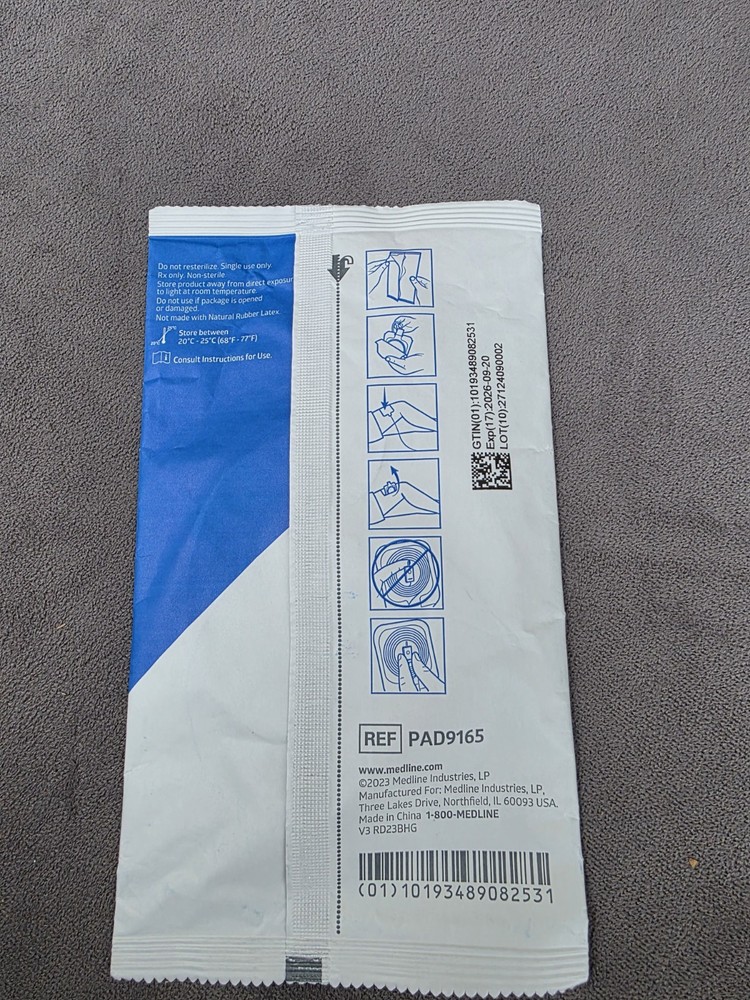 Do not resterilize. Single use only.
Rx only. Non-sterile
Store product away from direct exposur
to light at room temperature.
Do not use if package is opened
or damaged.
Not made with Natural Rubber Latex.
20°C
25°C
Store between
20°C - 25°C (68°F - 77°F)
Consult Instructions for Use.
GTIN(01):10193489082531
Exp(17):2026-09-20
LOT(10):27124090002
REF PAD9165
www.medline.com
©2023 Medline Industries, LP
Manufactured For: Medline Industries, LP,
Three Lakes Drive, Northfield, IL 60093 USA.
Made in China 1-800-MEDLINE
V3 RD23BHG
(01)10193489082531